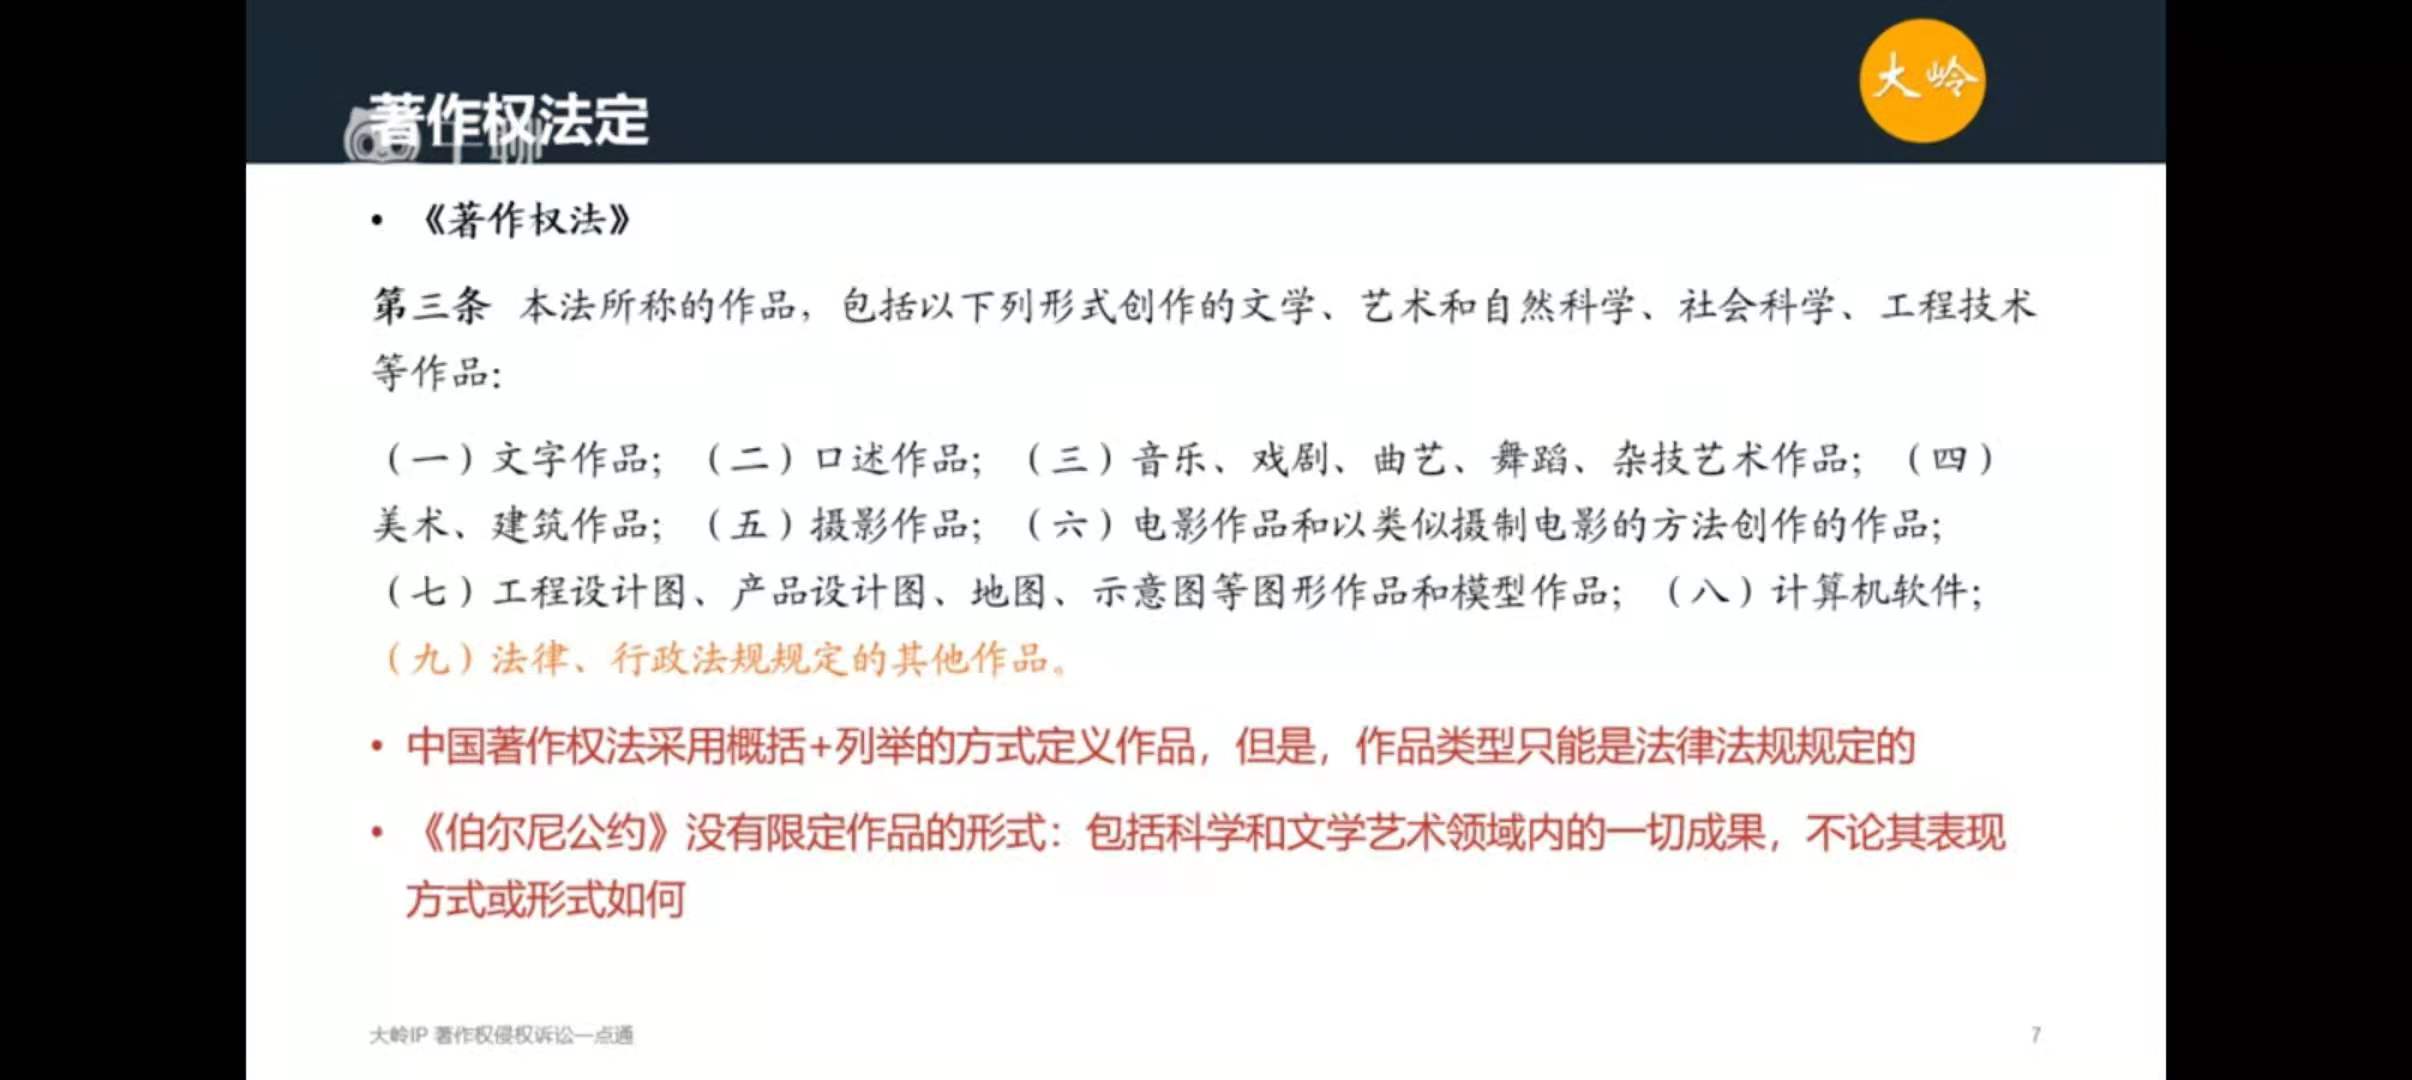 大岭
著作权法定
千聊
• 《著作权法》
第三条 本法所称的作品，包括以下列形式创作的文学、艺术和自然科学、社会科学、工程技术
等作品:
（一）文字作品；（二）口述作品；（三）音乐、戏剧、曲艺、舞蹈、杂技艺术作品；（四）
美术、建筑作品；（五）摄影作品；（六）电影作品和以类似摄制电影的方法创作的作品；
（七）工程设计图、产品设计图、地图、示意图等图形作品和模型作品；（八）计算机软件；
（九）法律、行政法规规定的其他作品。
• 中国著作权法采用概括+列举的方式定义作品，但是，作品类型只能是法律法规规定的
• 《伯尔尼公约》没有限定作品的形式：包括科学和文学艺术领域内的一切成果，不论其表现
方式或形式如何
大岭IP 著作权侵权诉讼一点通
7